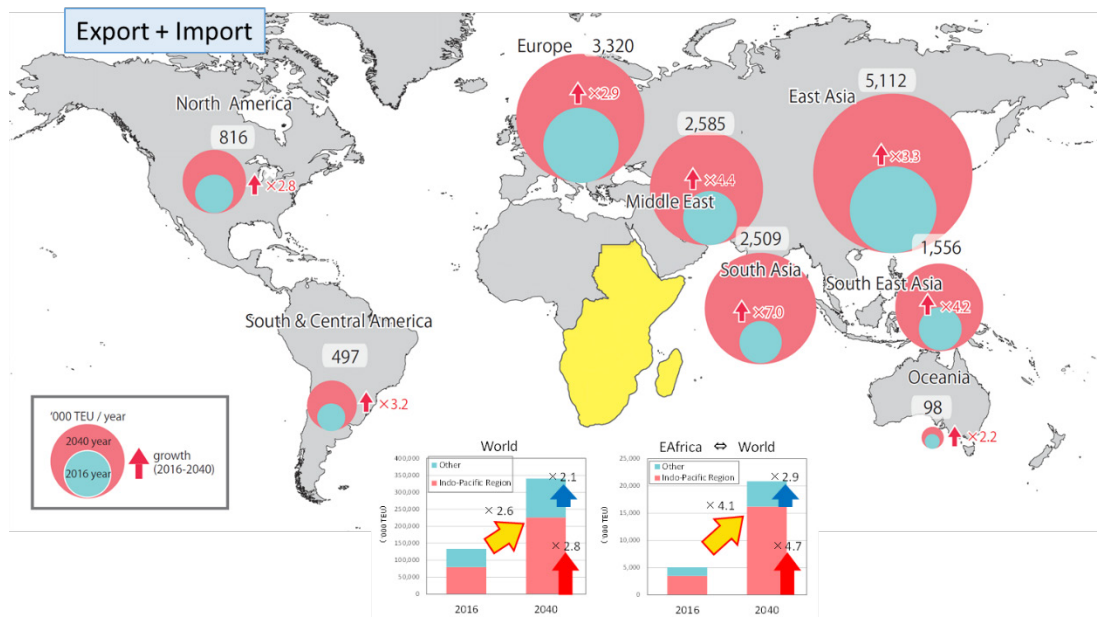 Export + Import
Europe 3,320
×2.9
5,112
East Asia
×3.3
North America
816
×2.8
2,585
×4.4
Middle East
2,509
South Asia
×7.0
1,556
South East Asia
×4.2
South & Central America
497
×3.2
Oceania
98
×2.2
'000 TEU / year
2040 year
2016 year
growth
(2016-2040)
World
('000 TEU)
400,000
350,000
300,000
250,000
200,000
150,000
100,000
50,000
0
Other
Indo-Pacific Region
×2.1
×2.6
×2.8
2016
2040
EAfrica ⇔ World
('000 TEU)
25,000
20,000
15,000
10,000
5,000
0
Other
Indo-Pacific Region
×2.9
×4.1
×4.7
2016
2040